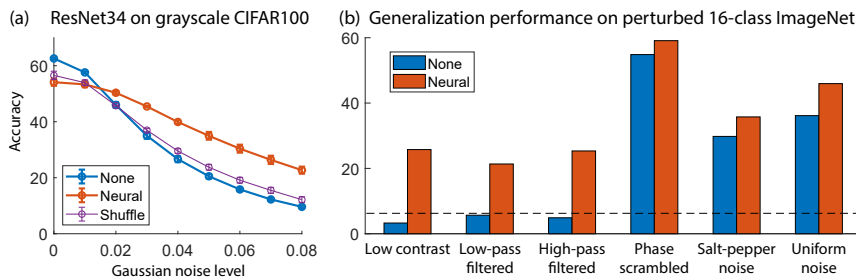 (a) ResNet34 on grayscale CIFAR100
60
40
20
0
Accuracy
None
Neural
Shuffle
0 0.02 0.04 0.06 0.08
Gaussian noise level
(b) Generalization performance on perturbed 16-class ImageNet
60
40
20
0
None
Neural
Low contrast Low-pass High-pass Phase Salt-pepper Uniform
filtered filtered scrambled noise noise